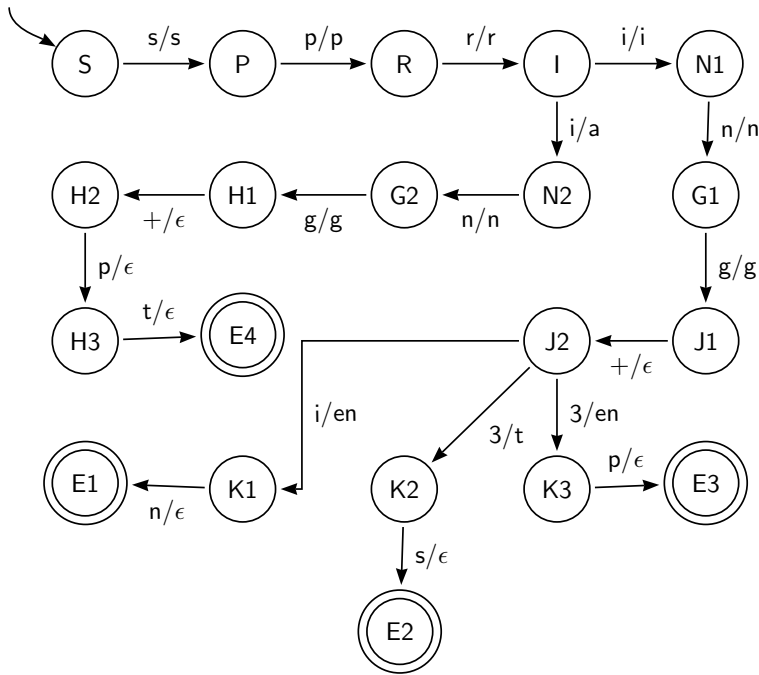 s/s p/p r/r i/i
S P R I N1
i/a n/n
H2 H1 G2 N2 G1
+/ϵ g/g n/n
p/ϵ g/g
t/ϵ
H3 E4 J2 J1
+/ϵ
i/en 3/t 3/en
p/ϵ
E1 K1 K2 K3 E3
n/ϵ
s/ϵ
E2